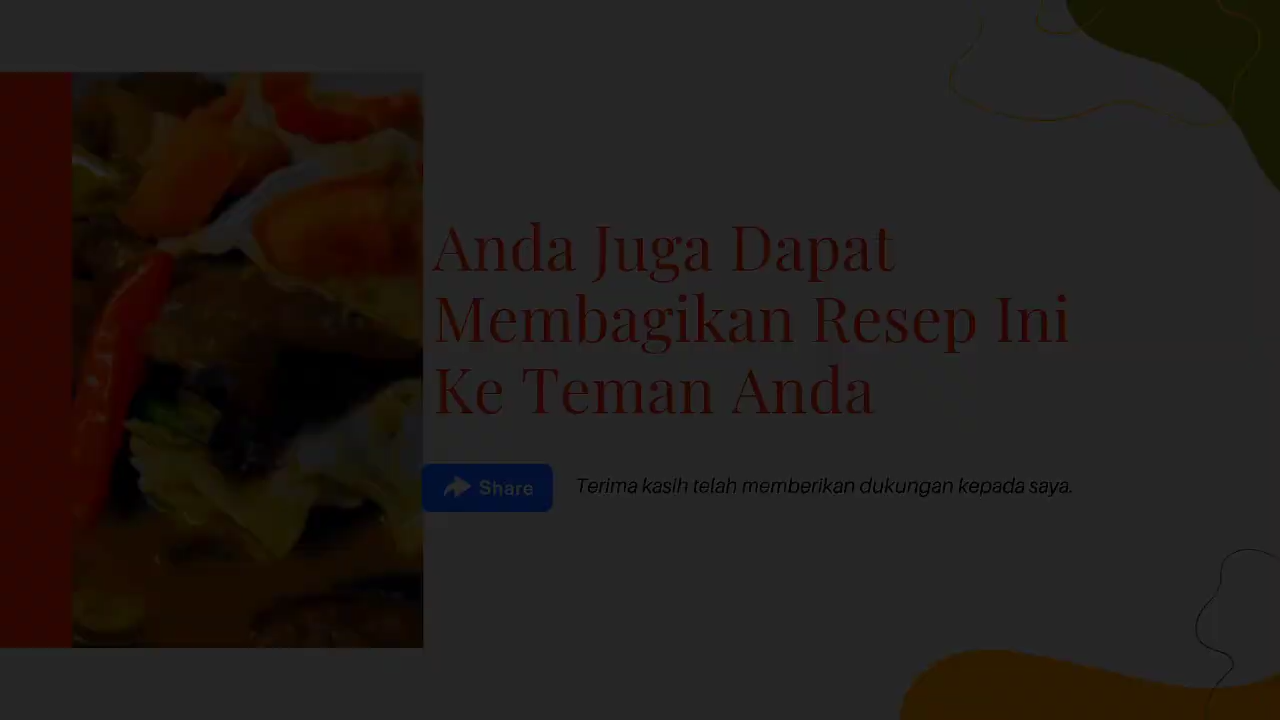 Anda Juga Dapat
Membagikan Resep Ini
Ke Teman Anda
Share
Terima kasih telah memberikan dukungan kepada saya.